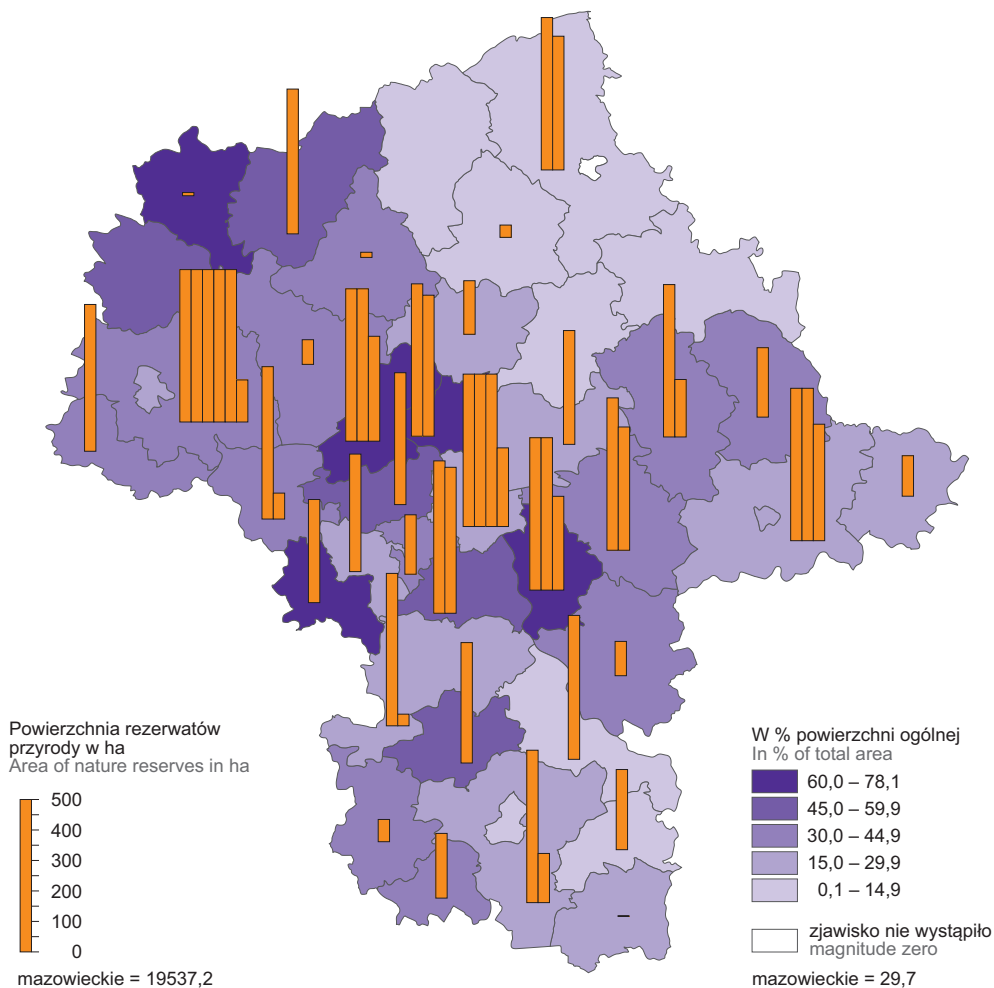 Powierzchnia rezerwatów
przyrody w ha
Area of nature reserves in ha
500
400
300
200
100
0
mazowieckie = 19537,2
W % powierzchni ogólnej
In % of total area
60,0 – 78,1
45,0 – 59,9
30,0 – 44,9
15,0 – 29,9
0,1 – 14,9
zjawisko nie wystąpiło
magnitude zero
mazowieckie = 29,7